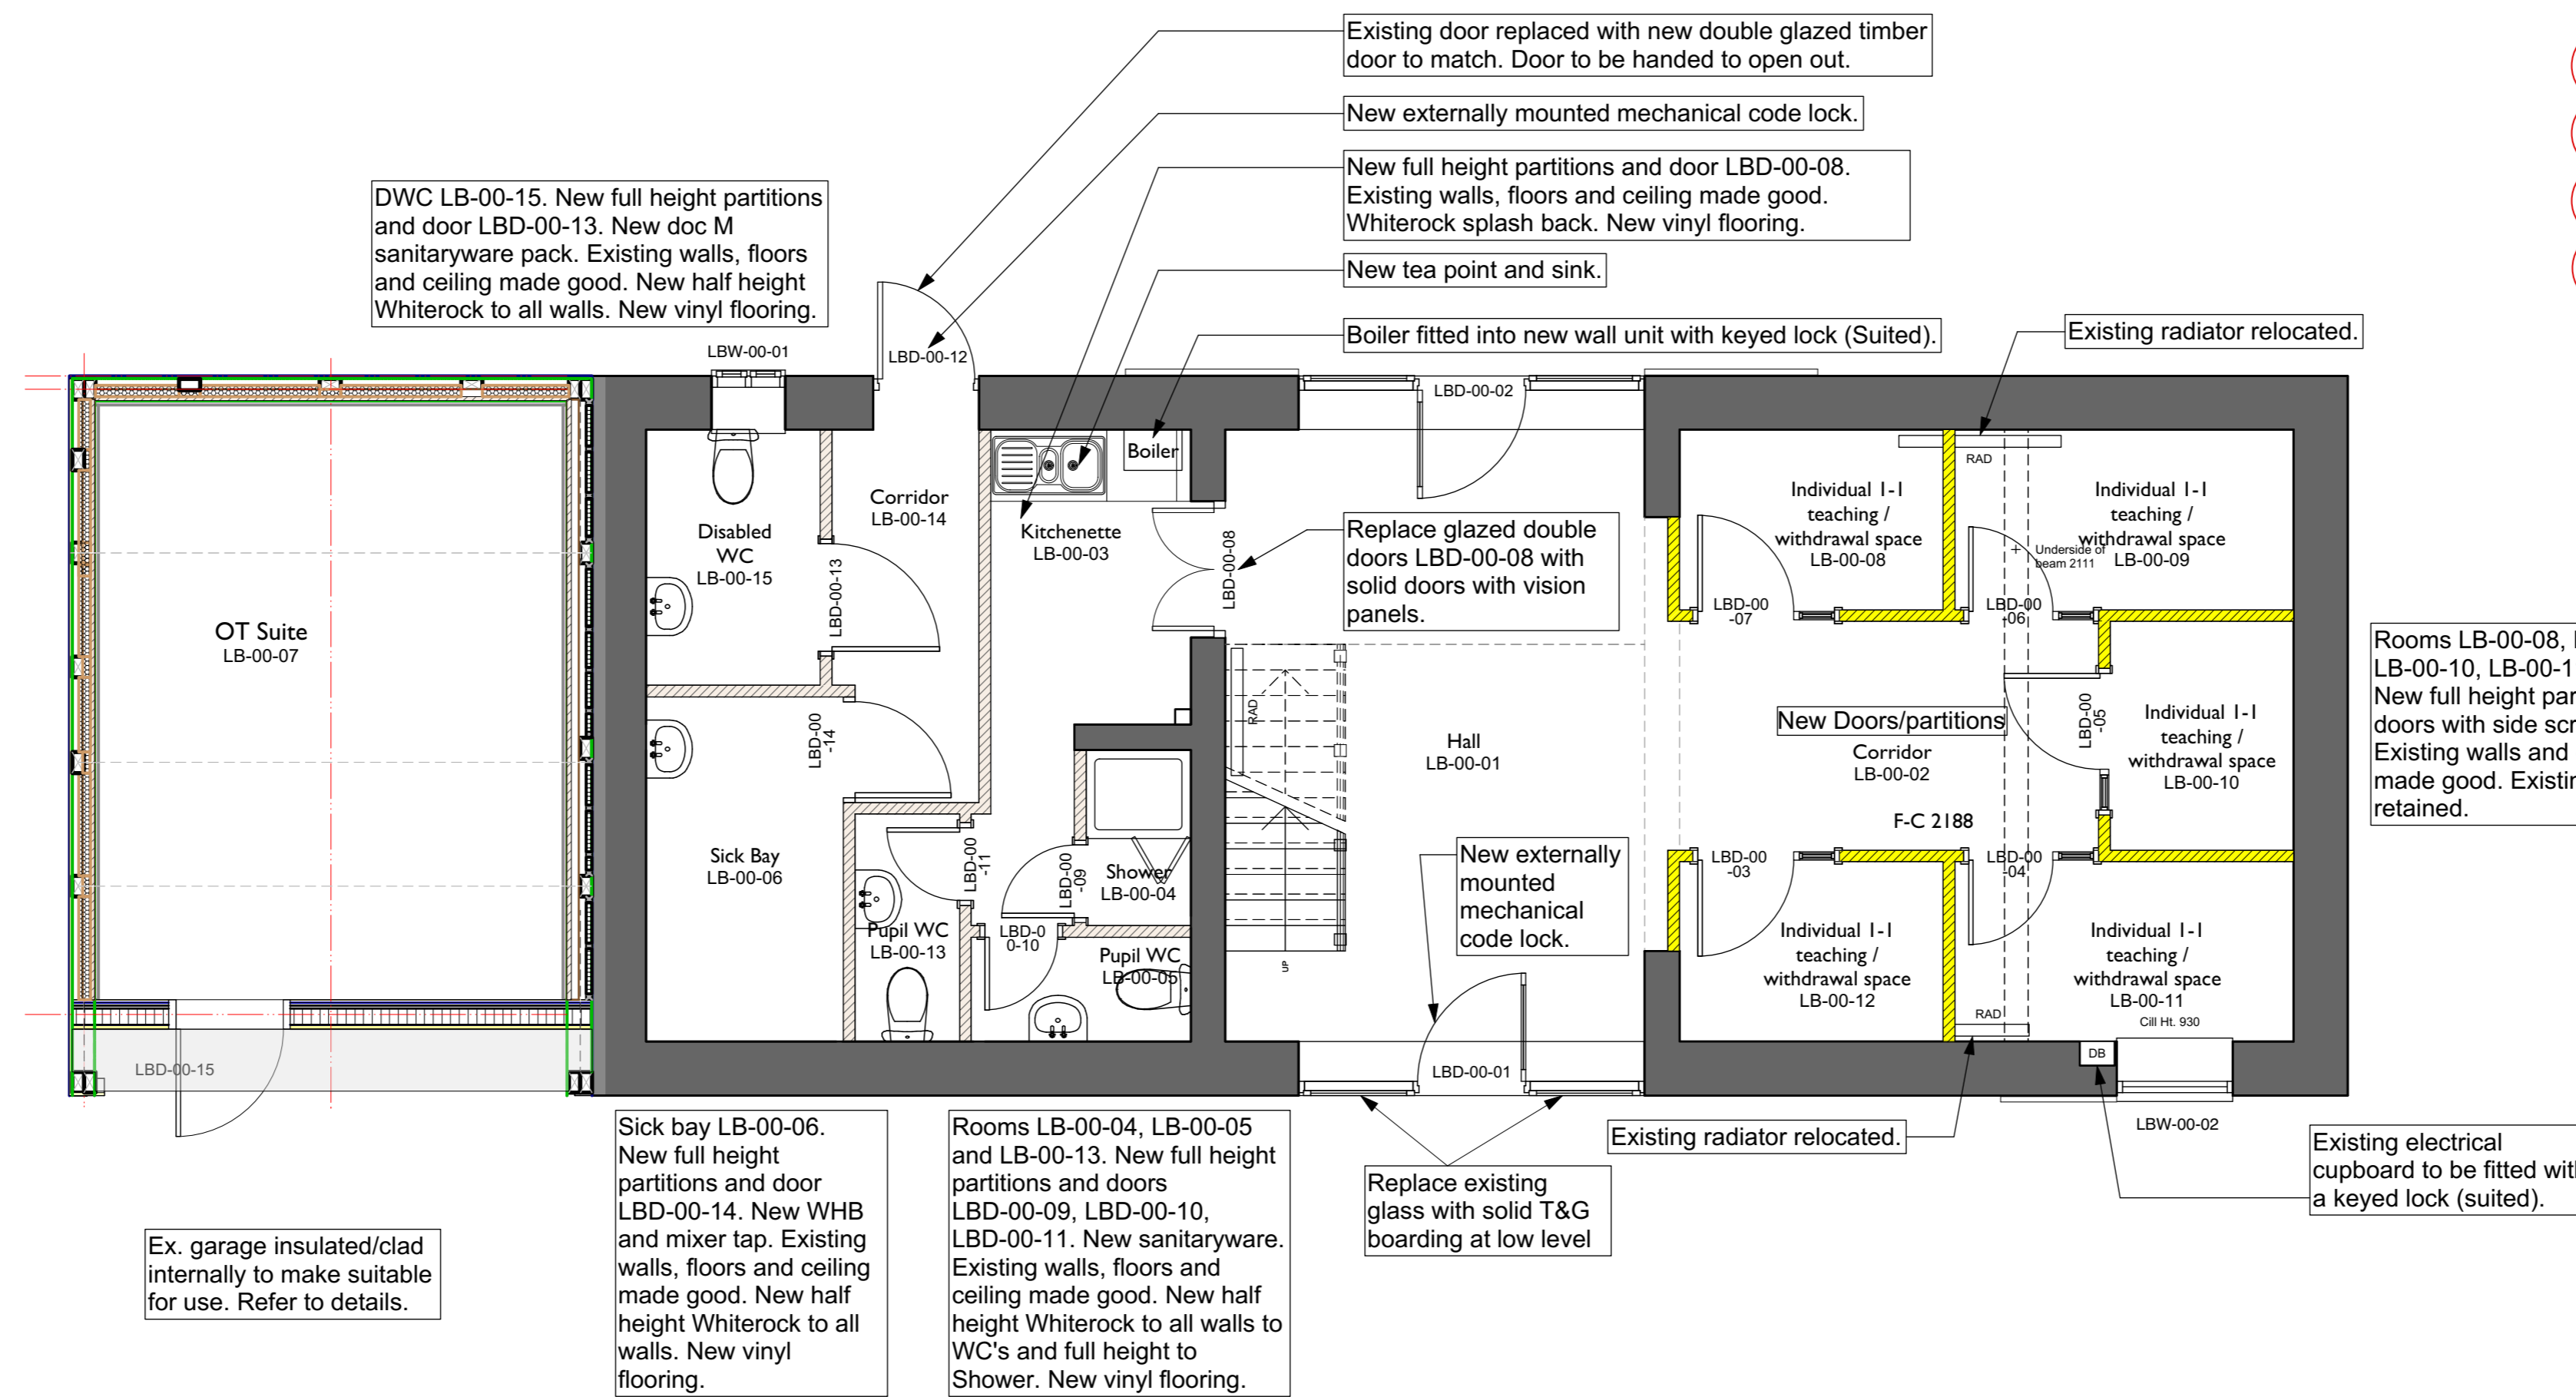 Existing door replaced with new double glazed timber
door to match. Door to be handed to open out.
New externally mounted mechanical code lock.
New full height partitions and door LBD-00-08.
Existing walls, floors and ceiling made good.
Whiterock splash back. New vinyl flooring.
New tea point and sink.
Boiler fitted into new wall unit with keyed lock (Suited).
Existing radiator relocated.
DWC LB-00-15. New full height partitions
and door LBD-00-13. New doc M
sanitaryware pack. Existing walls, floors
and ceiling made good. New half height
Whiterock to all walls. New vinyl flooring.
LBW-00-01
LBD-00-12
LBD-00-02
Boiler
RAD
Corridor
LB-00-14
Kitchenette
LB-00-03
Disabled
WC
LB-00-15
LBD-00-13
LBD-00-08
Replace glazed double
doors LBD-00-08 with
solid doors with vision
panels.
Individual 1-1
teaching /
withdrawal space
LB-00-08
Individual 1-1
teaching /
withdrawal space
LB-00-09
Underside of
beam 2111
LBD-00
-07
LBD-00
-06
OT Suite
LB-00-07
Rooms LB-00-08,
LB-00-10, LB-00-1
New full height par
doors with side scr
Existing walls and
made good. Existin
retained.
LBD-00
-14
RAD
Hall
LB-00-01
New Doors/partitions
Corridor
LB-00-02
F-C 2188
LBD-00
-05
Individual 1-1
teaching /
withdrawal space
LB-00-10
Sick Bay
LB-00-06
LBD-00
-11
LBD-00
-09
Shower
LB-00-04
Pupil WC
LB-00-13
LBD-0
0-10
Pupil WC
LB-00-05
UP
New externally
mounted
mechanical
code lock.
LBD-00
-03
LBD-00
-04
Individual 1-1
teaching /
withdrawal space
LB-00-12
Individual 1-1
teaching /
withdrawal space
LB-00-11
Cill Ht. 930
RAD
DB
LBD-00-15
LBD-00-01
LBW-00-02
Sick bay LB-00-06.
New full height
partitions and door
LBD-00-14. New WHB
and mixer tap. Existing
walls, floors and ceiling
made good. New half
height Whiterock to all
walls. New vinyl
flooring.
Rooms LB-00-04, LB-00-05
and LB-00-13. New full height
partitions and doors
LBD-00-09, LBD-00-10,
LBD-00-11. New sanitaryware.
Existing walls, floors and
ceiling made good. New half
height Whiterock to all walls to
WC's and full height to
Shower. New vinyl flooring.
Replace existing
glass with solid T&G
boarding at low level
Existing radiator relocated.
Existing electrical
cupboard to be fitted with
a keyed lock (suited).
Ex. garage insulated/clad
internally to make suitable
for use. Refer to details.